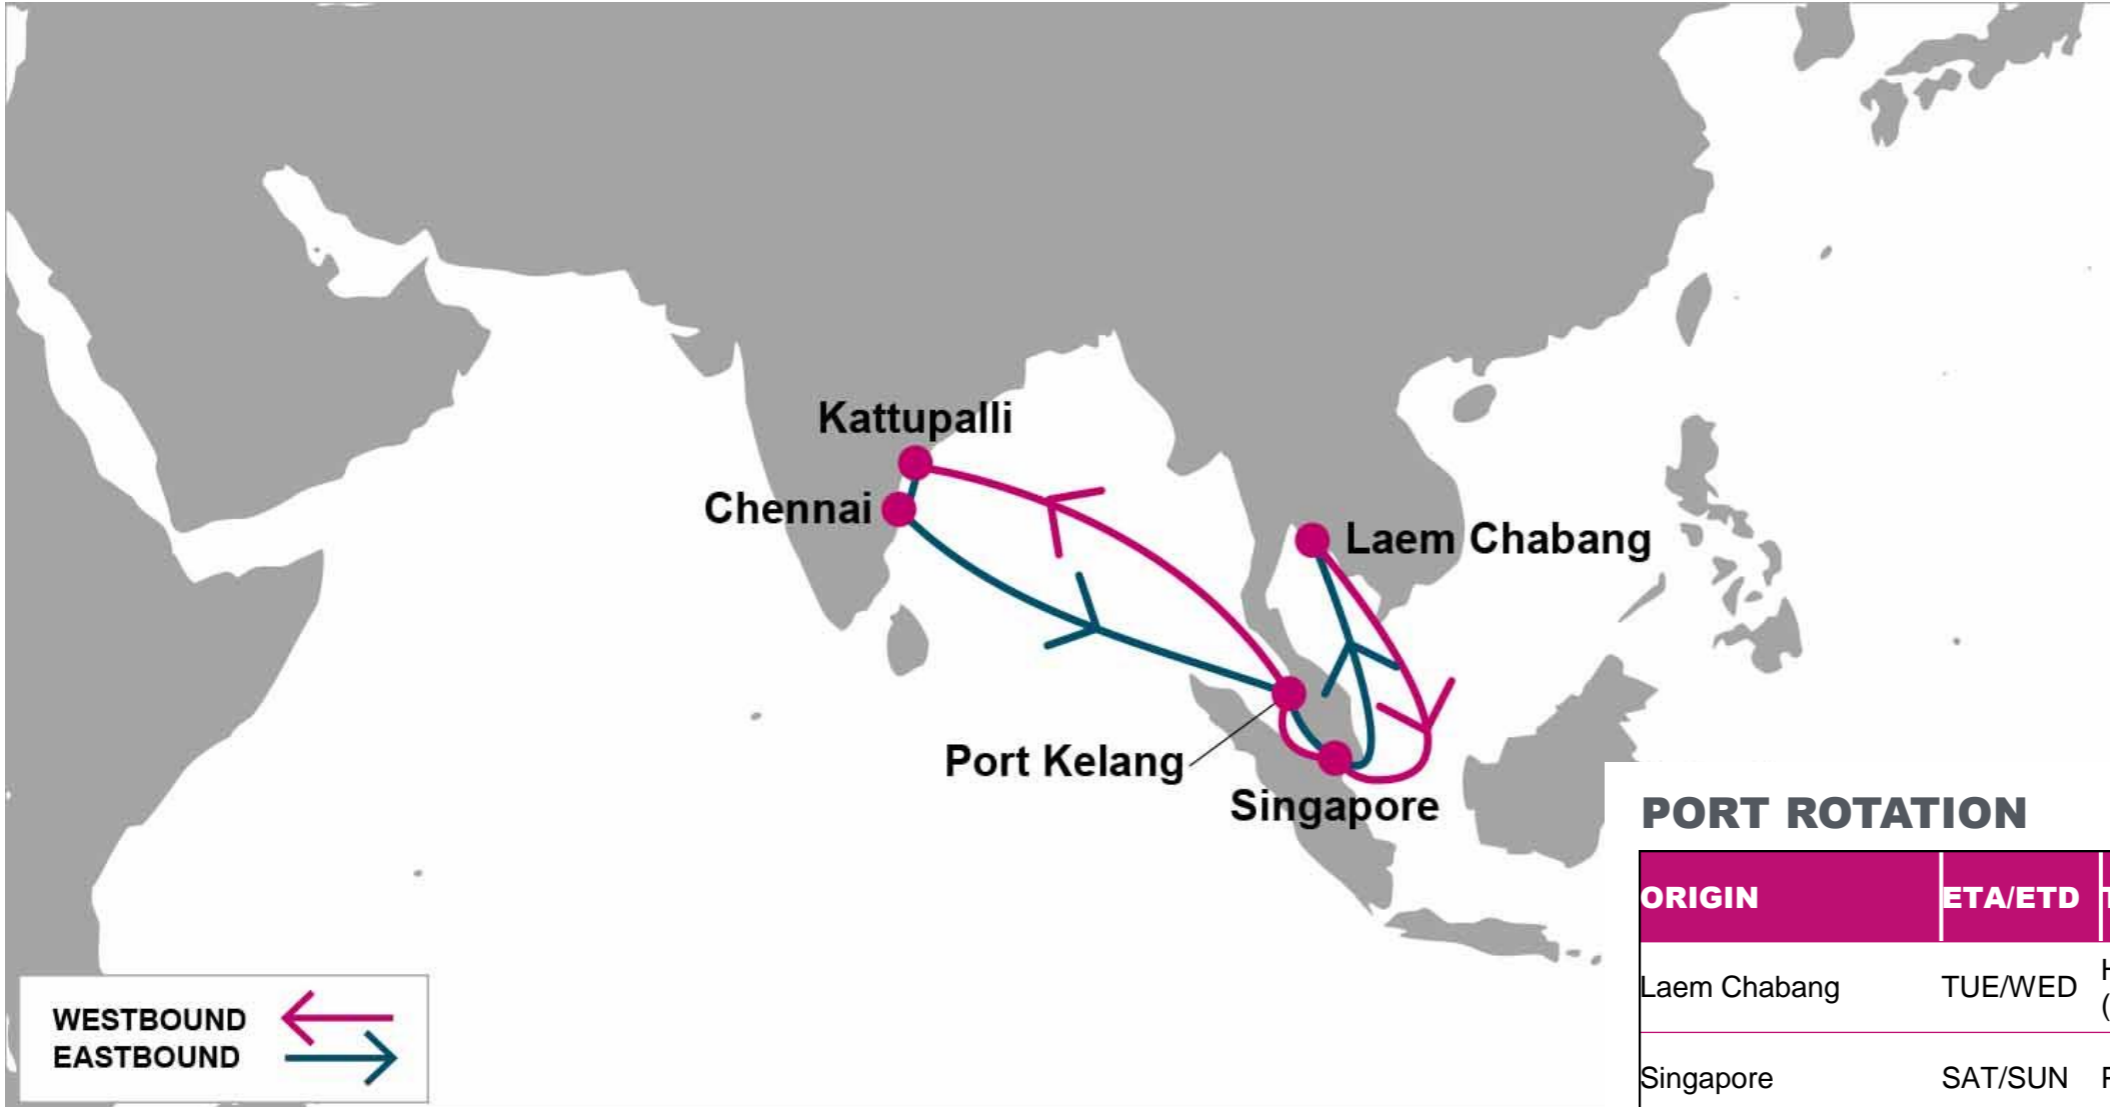 Kattupalli
Chennai
Laem Chabang
Port Kelang
Singapore
WESTBOUND
EASTBOUND
PORT ROTATION
ORIGIN ETA/ETD
Laem Chabang TUE/WED
Singapore SAT/SUN